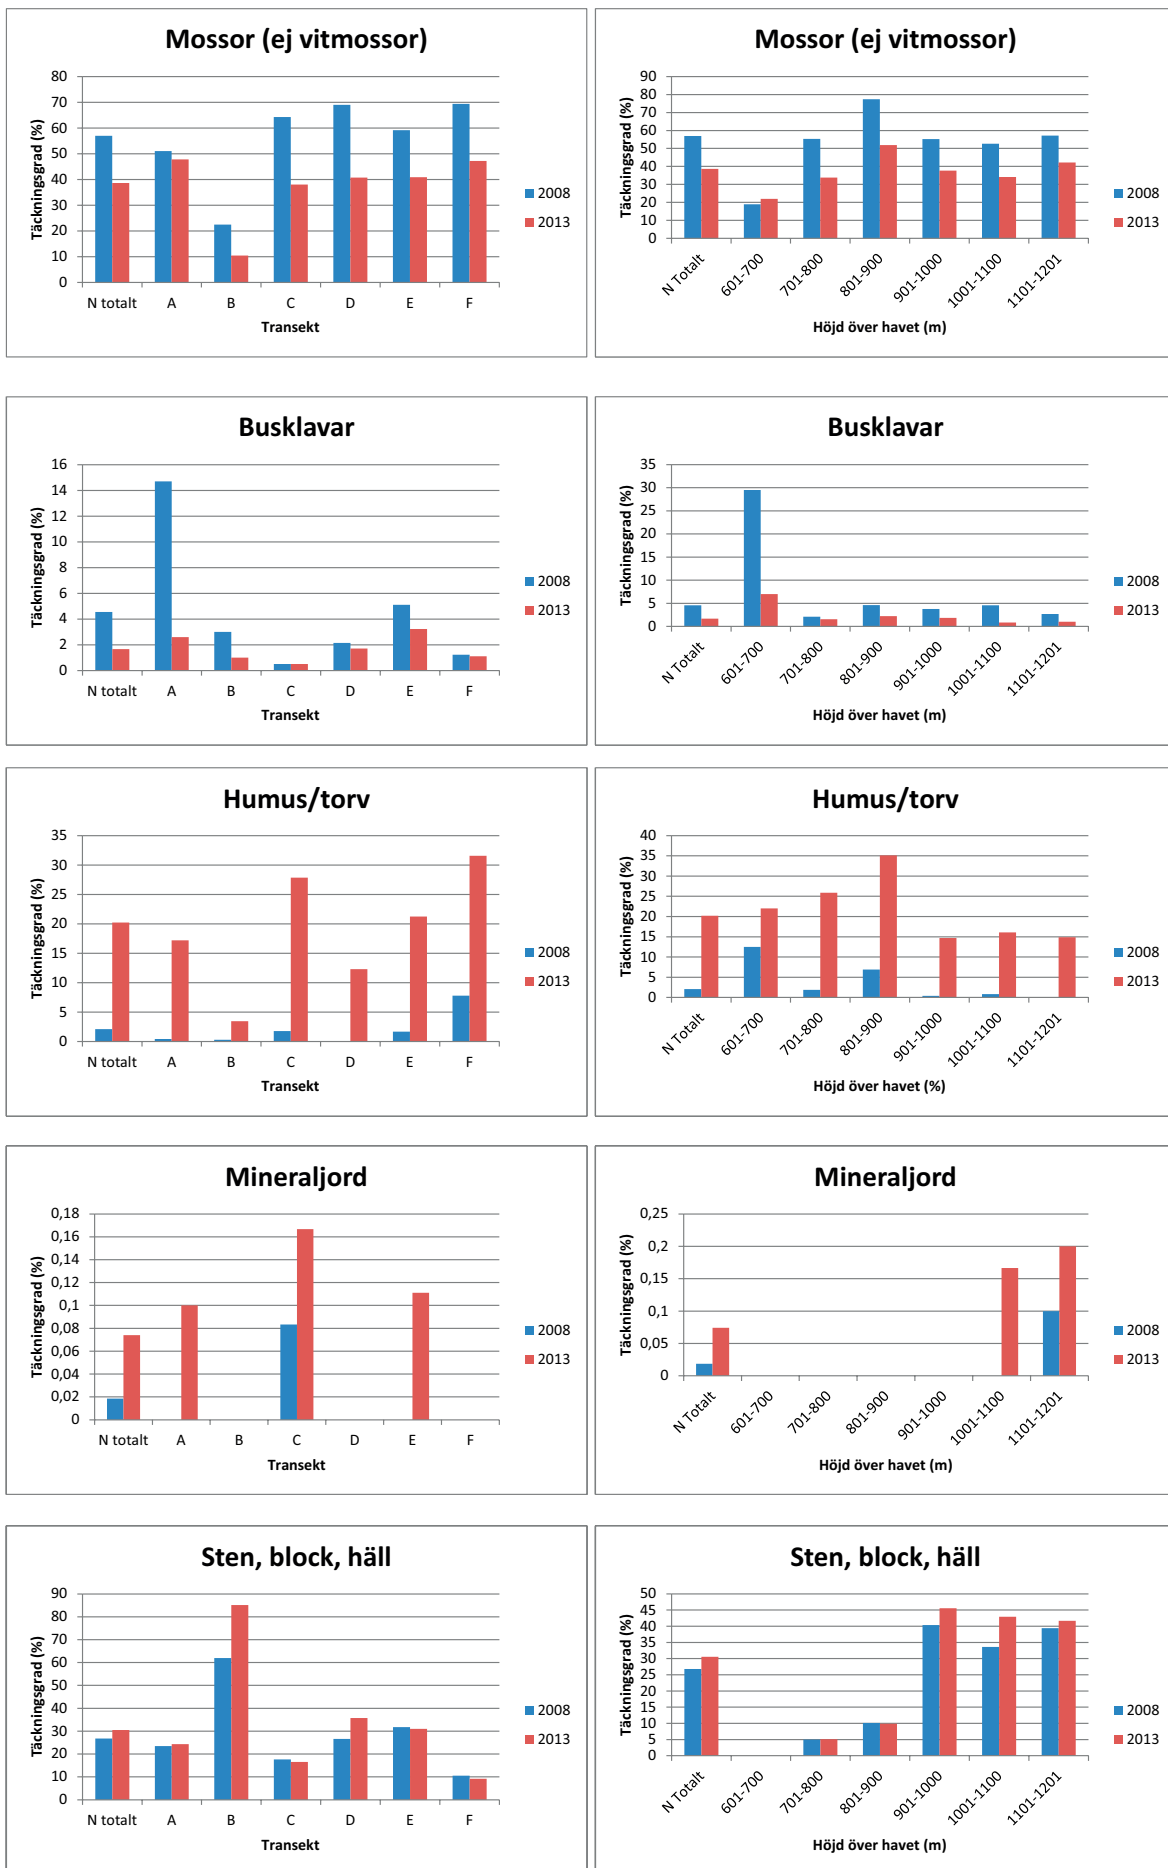 Mossor (ej vitmossor)
Täckningsgrad (%)
80
70
60
50
40
30
20
10
0
N totalt A B C D E F
Transekt
2008
2013
Mossor (ej vitmossor)
Täckningsgrad (%)
90
80
70
60
50
40
30
20
10
0
N Totalt 601-700 701-800 801-900 901-1000 1001-1100 1101-1201
Höjd över havet (m)
2008
2013
Busklavar
Täckningsgrad (%)
16
14
12
10
8
6
4
2
0
N totalt A B C D E F
Transekt
2008
2013
Busklavar
Täckningsgrad (%)
35
30
25
20
15
10
5
0
N Totalt 601-700 701-800 801-900 901-1000 1001-1100 1101-1201
Höjd över havet (m)
2008
2013
Humus/torv
Täckningsgrad (%)
35
30
25
20
15
10
5
0
N totalt A B C D E F
Transekt
2008
2013
Humus/torv
Täckningsgrad (%)
40
35
30
25
20
15
10
5
0
N Totalt 601-700 701-800 801-900 901-1000 1001-1100 1101-1201
Höjd över havet (%)
2008
2013
Mineraljord
Täckningsgrad (%)
0,18
0,16
0,14
0,12
0,1
0,08
0,06
0,04
0,02
0
N totalt A B C D E F
Transekt
2008
2013
Mineraljord
Täckningsgrad (%)
0,25
0,2
0,15
0,1
0,05
0
N Totalt 601-700 701-800 801-900 901-1000 1001-1100 1101-1201
Höjd över havet (m)
2008
2013
Sten, block, häll
Täckningsgrad (%)
90
80
70
60
50
40
30
20
10
0
N totalt A B C D E F
Transekt
2008
2013
Sten, block, häll
Täckningsgrad (%)
50
45
40
35
30
25
20
15
10
5
0
N Totalt 601-700 701-800 801-900 901-1000 1001-1100 1101-1201
Höjd över havet (m)
2008
2013